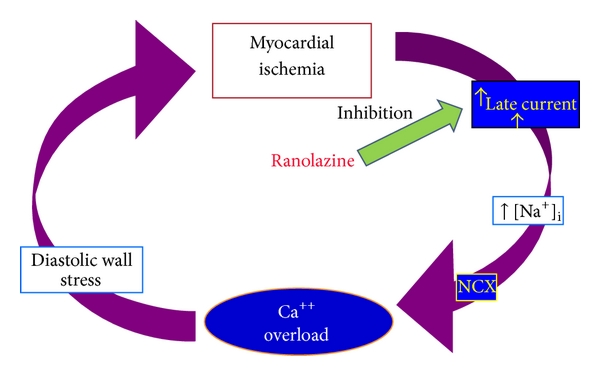 Myocardial
ischemia
↑Late current
↑
Inhibition
Ranolazine
↑[Na⁺]ᵢ
NCX
Ca⁺⁺
overload
Diastolic wall
stress